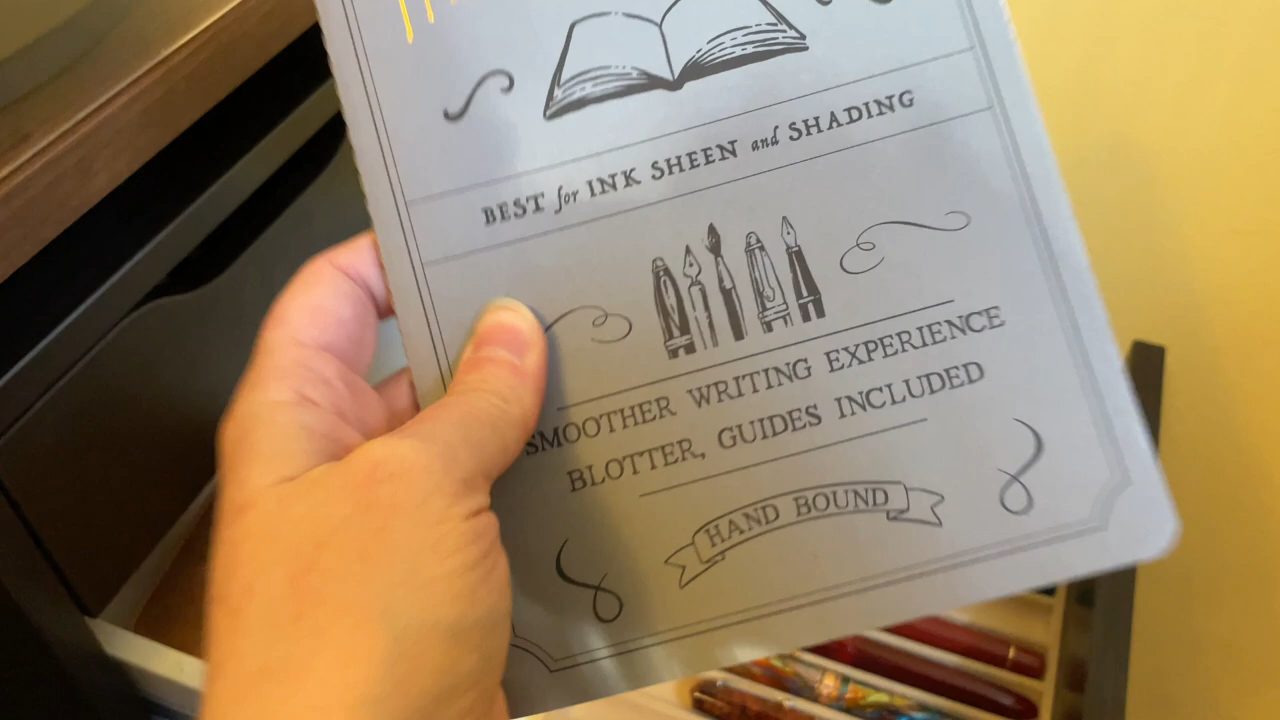 BEST for INK SHEEN and SHADING
SMOOTHER WRITING EXPERIENCE
BLOTTER, GUIDES INCLUDED
HAND BOUND